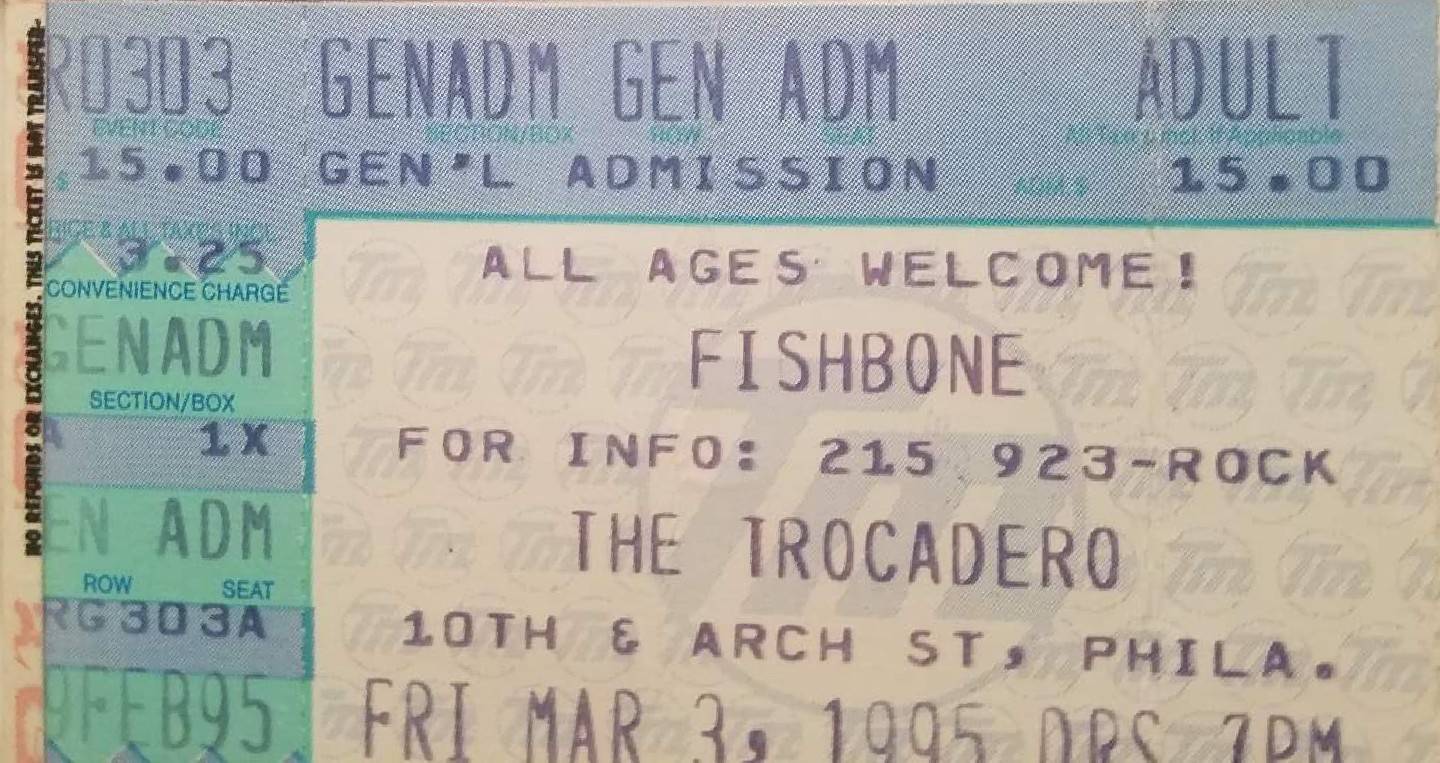 R0303 GENADM GEN ADM ADULT
EVENT CODE SECTION/BOX ROW SEAT
$ 15.00 GEN'L ADMISSION ADM $ 15.00
3.25
CONVENIENCE CHARGE
GENADM
SECTION/BOX
1X
EN ADM
ROW SEAT
RG303A
9FEB95
NO REFUNDS OR EXCHANGES. THIS TICKET IS NOT TRANSFER
ALL AGES WELCOME!
FISHBONE
FOR INFO: 215 923-ROCK
THE TROCADERO
10TH & ARCH ST, PHILA.
FRI MAR 3, 1995 DRS 7PM